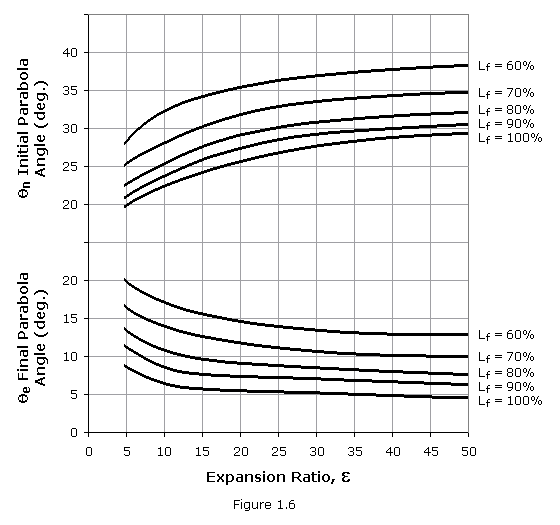 40
35
30
25
20
θn Initial Parabola
Angle (deg.)
Lf = 60%
Lf = 70%
Lf = 80%
Lf = 90%
Lf = 100%
20
15
10
5
0
θe Final Parabola
Angle (deg.)
Lf = 60%
Lf = 70%
Lf = 80%
Lf = 90%
Lf = 100%
0 5 10 15 20 25 30 35 40 45 50
Expansion Ratio, ε
Figure 1.6